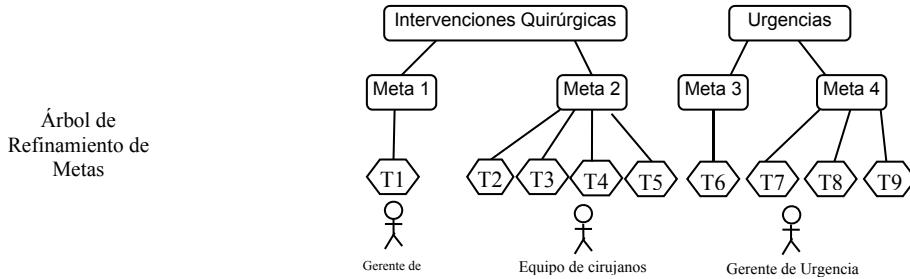 Intervenciones Quirúrgicas
Urgencias
Meta 1
Meta 2
Meta 3
Meta 4
Árbol de
Refinamiento de
Metas
T1
T2
T3
T4
T5
T6
T7
T8
T9
Gerente de
Equipo de cirujanos
Gerente de Urgencia